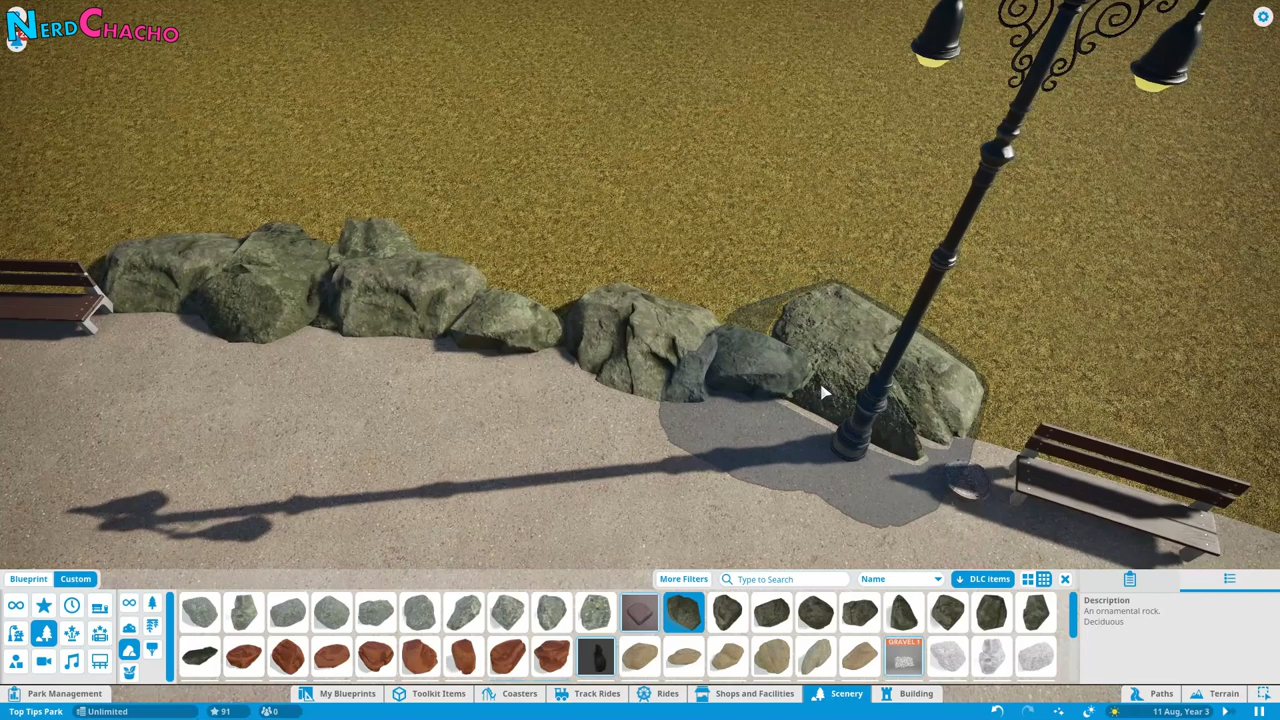 NERDCHACHO
Blueprint
Custom
More Filters
Type to Search
Name
DLC items
Description
An ornamental rock.
Deciduous
GRAVEL 1
Park Management
My Blueprints
Toolkit Items
Coasters
Track Rides
Rides
Shops and Facilities
Scenery
Building
Paths
Terrain
Top Tips Park
Unlimited
91
0
11 Aug, Year 3